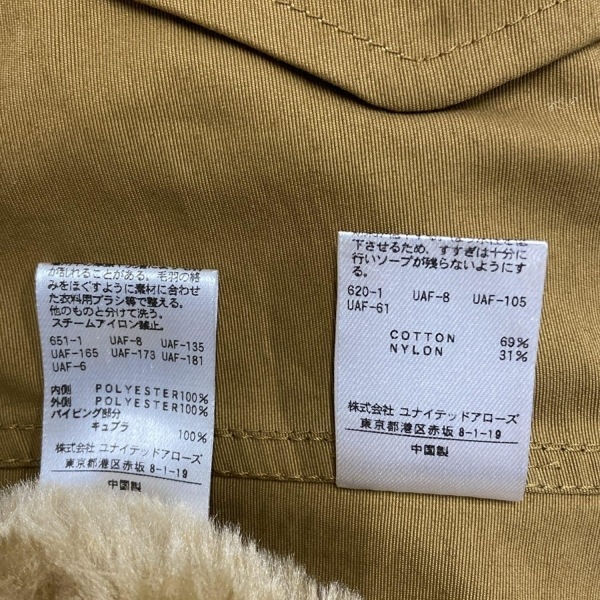 が乱れることがある。毛羽の絡
みをほぐすように素材に合わせ
た衣料用ブラシ等で整える。
他のものと分けて洗う。
スチームアイロン禁止。
651-1 UAF-8 UAF-135
UAF-165 UAF-173 UAF-181
UAF-6
内側 POLYESTER100%
外側 POLYESTER100%
パイピング部分
キュプラ 100%
株式会社 ユナイテッドアローズ
東京都港区赤坂 8-1-19
中国製
下させるため、すすぎは十分に
行いソープが残らないようにす
る。
620-1 UAF-8 UAF-105
UAF-61
COTTON 69%
NYLON 31%
株式会社 ユナイテッドアローズ
東京都港区赤坂 8-1-19
中国製